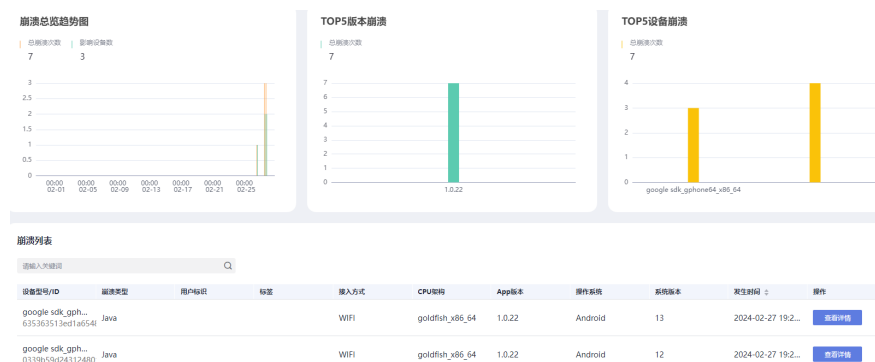 崩溃总览趋势图
总崩溃次数 影响设备数
7 3
3
2.5
2
1.5
1
0.5
0
00:00 00:00 00:00 00:00 00:00 00:00 00:00
02-01 02-05 02-09 02-13 02-17 02-21 02-25
TOP5版本崩溃
总崩溃次数
7
7
6
5
4
3
2
1
0
1.0.22
TOP5设备崩溃
总崩溃次数
7
4
3
2
1
0
google sdk_gphone64_x86_64
崩溃列表
请输入关键词
设备型号/ID 崩溃类型 用户标识 标签 接入方式 CPU架构 App版本 操作系统 系统版本 发生时间 操作
google sdk_gph... Java WIFI goldfish_x86_64 1.0.22 Android 13 2024-02-27 19:2... 查看详情
635363513ed1a654
google sdk_gph... Java WIFI goldfish_x86_64 1.0.22 Android 12 2024-02-27 19:2... 查看详情
0339b59d24312480